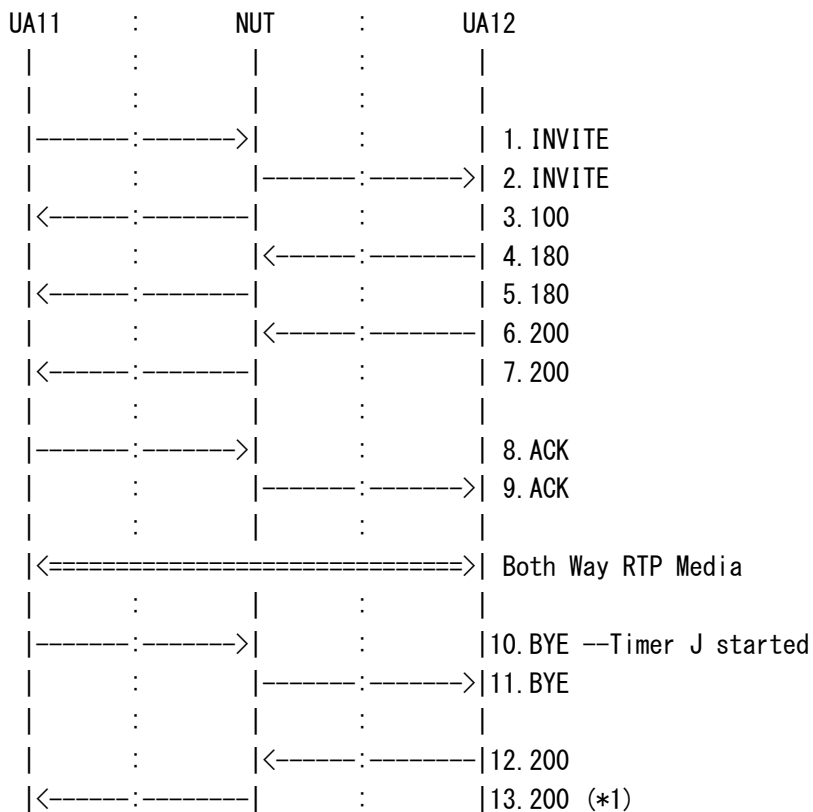 UA11 : NUT : UA12
| : | : |
| : | : |
|-------:------->| : | 1. INVITE
| : |-------:------->| 2. INVITE
|<------:--------| : | 3. 100
| : |<------:--------| 4. 180
|<------:--------| : | 5. 180
| : |<------:--------| 6. 200
|<------:--------| : | 7. 200
| : | : |
|-------:------->| : | 8. ACK
| : |-------:------->| 9. ACK
| : | : |
|<==============================>| Both Way RTP Media
| : | : |
|-------:------->| : |10. BYE --Timer J started
| : |-------:------->|11. BYE
| : | : |
| : |<------:--------|12. 200
|<------:--------| : |13. 200 (*1)